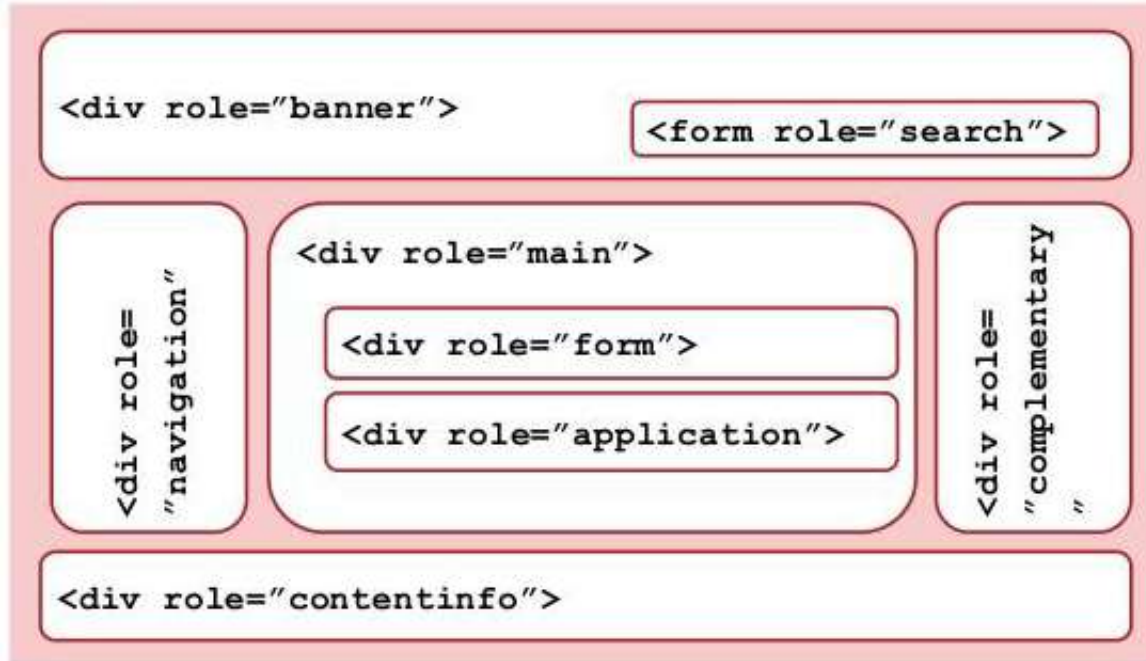 <div role="banner">
<form role="search">
<div role=
"navigation"
<div role="main">
<div role="form">
<div role="application">
<div role=
"complementary
"
<div role="contentinfo">